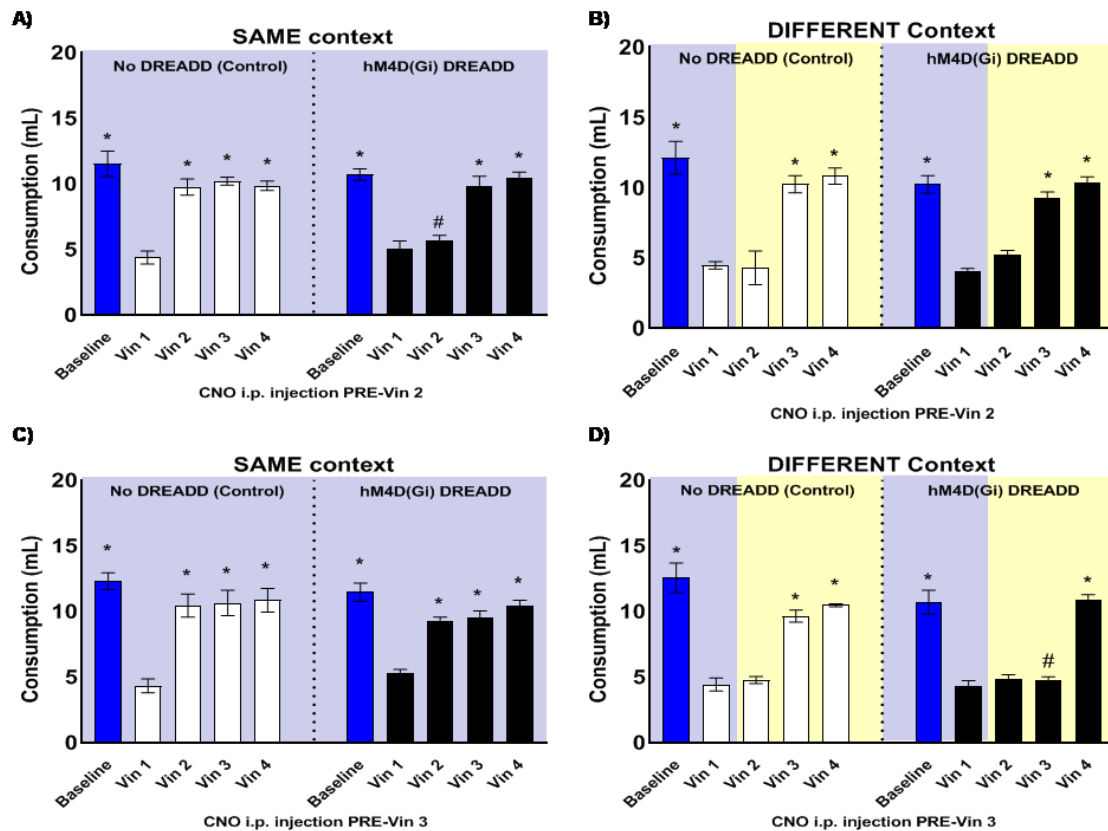 A)
SAME context
No DREADD (Control)
hM4D(Gi) DREADD
Consumption (mL)
20
15
10
5
0
*
*
*
*
*
#
*
*
Baseline
Vin 1
Vin 2
Vin 3
Vin 4
Baseline
Vin 1
Vin 2
Vin 3
Vin 4
CNO i.p. injection PRE-Vin 2
B)
DIFFERENT Context
No DREADD (Control)
hM4D(Gi) DREADD
Consumption (mL)
20
15
10
5
0
*
*
*
*
*
*
Baseline
Vin 1
Vin 2
Vin 3
Vin 4
Baseline
Vin 1
Vin 2
Vin 3
Vin 4
CNO i.p. injection PRE-Vin 2
C)
SAME context
No DREADD (Control)
hM4D(Gi) DREADD
Consumption (mL)
20
15
10
5
0
*
*
*
*
*
*
*
*
Baseline
Vin 1
Vin 2
Vin 3
Vin 4
Baseline
Vin 1
Vin 2
Vin 3
Vin 4
CNO i.p. injection PRE-Vin 3
D)
DIFFERENT Context
No DREADD (Control)
hM4D(Gi) DREADD
Consumption (mL)
20
15
10
5
0
*
*
*
*
#
*
Baseline
Vin 1
Vin 2
Vin 3
Vin 4
Baseline
Vin 1
Vin 2
Vin 3
Vin 4
CNO i.p. injection PRE-Vin 3